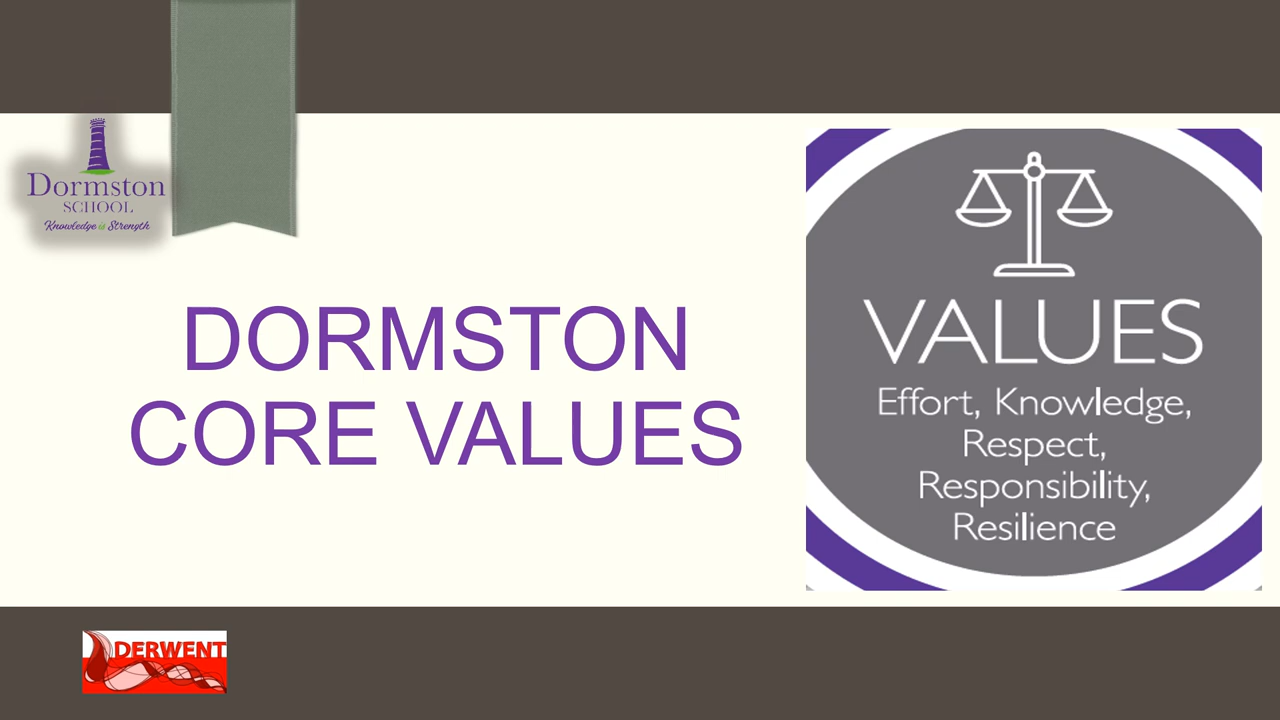 Dormston
SCHOOL
Knowledge is Strength
DORMSTON
CORE VALUES
VALUES
Effort, Knowledge,
Respect,
Responsibility,
Resilience
DERWENT